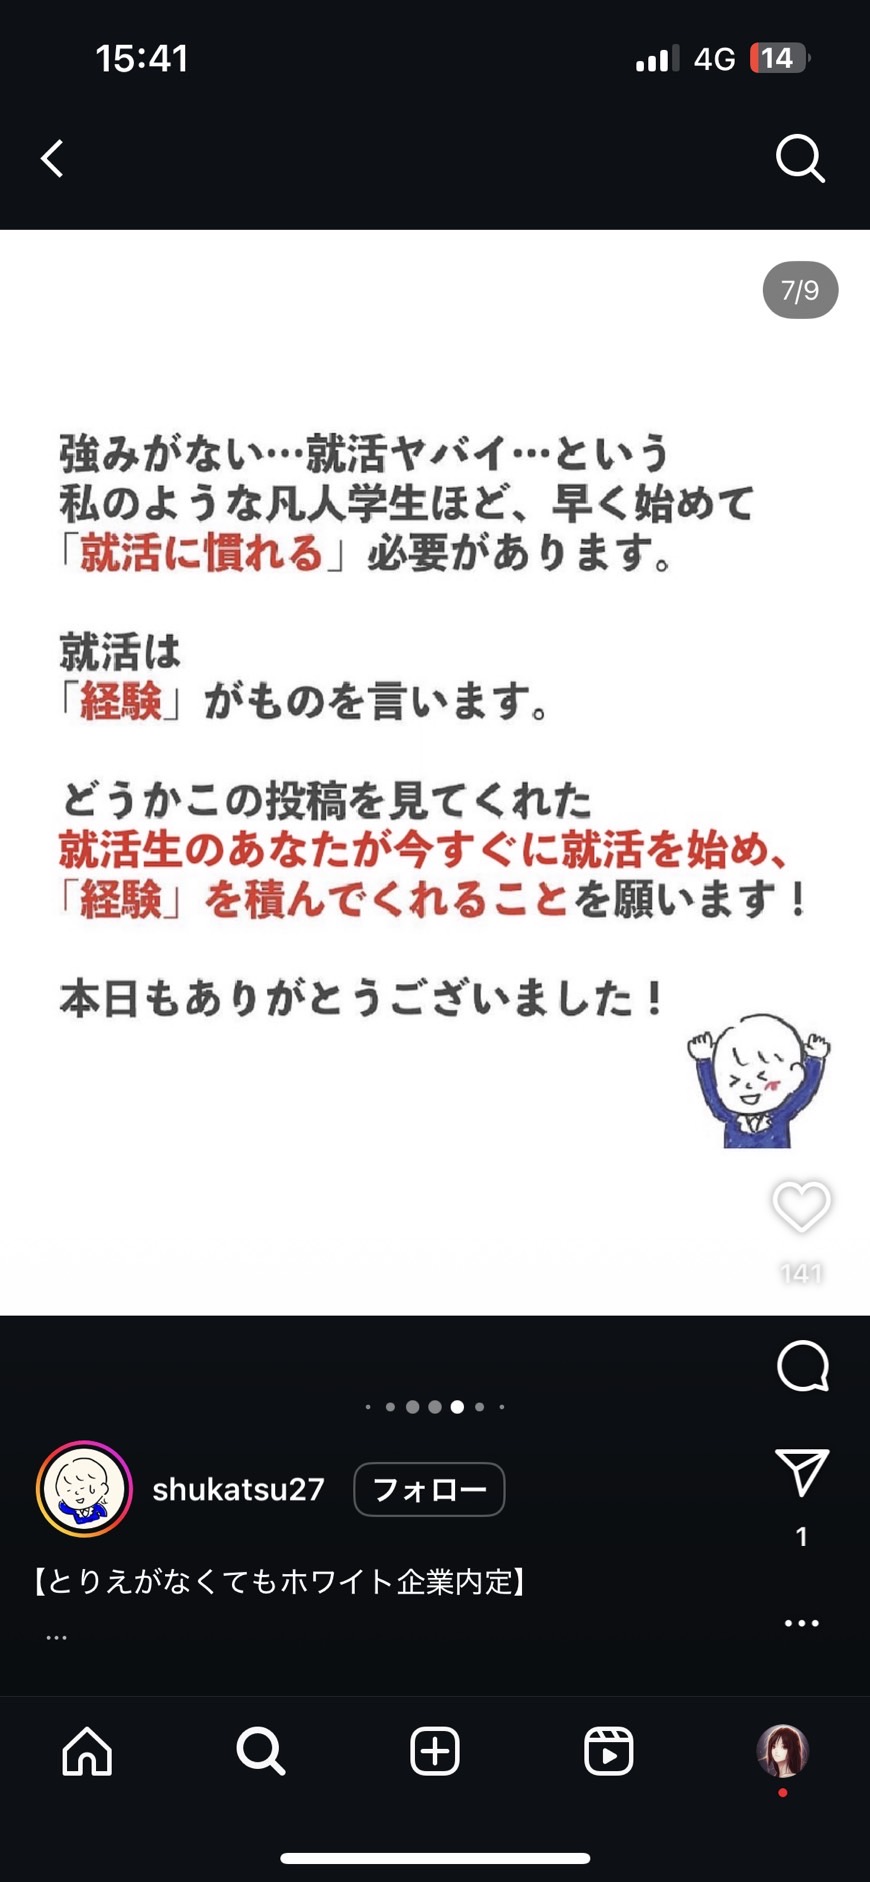 15:41
4G
14
7/9
強みがない…就活ヤバイ…という
私のような凡人学生ほど、早く始めて
「就活に慣れる」必要があります。
就活は
「経験」がものを言います。
どうかこの投稿を見てくれた
就活生のあなたが今すぐに就活を始め、
「経験」を積んでくれることを願います！
本日もありがとうございました！
141
shukatsu27
フォロー
1
【とりえがなくてもホワイト企業内定】
...